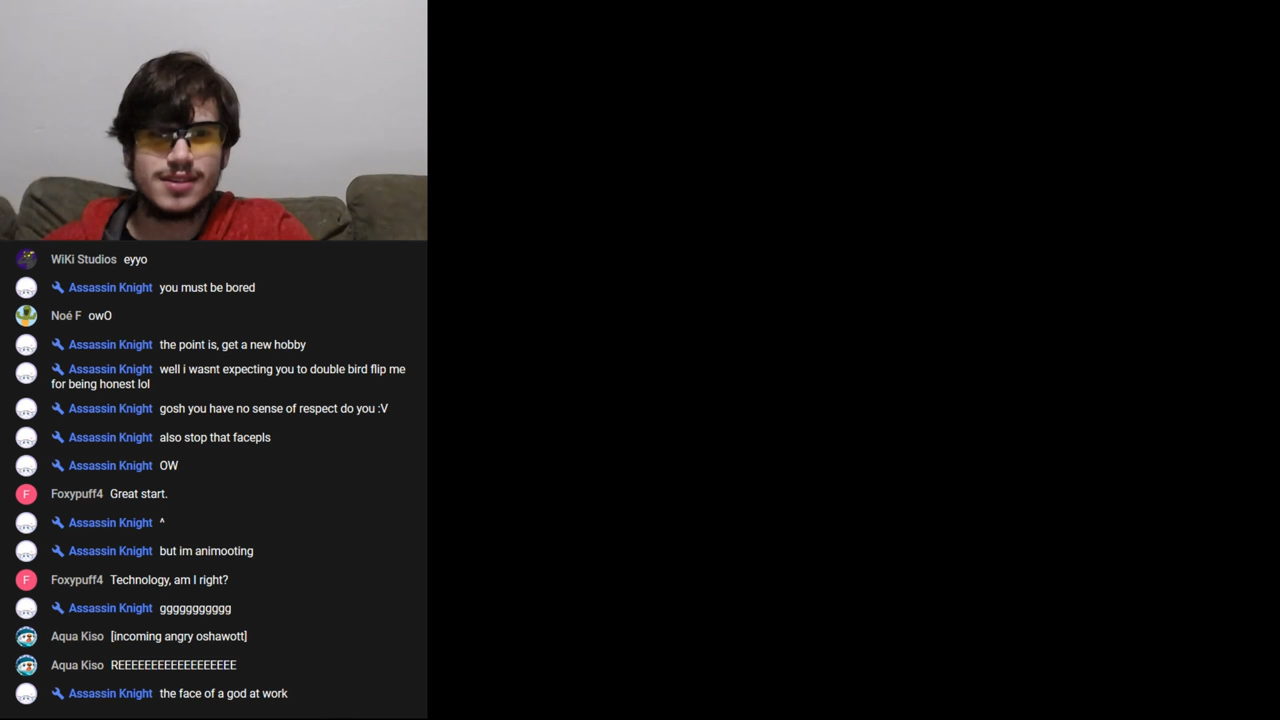 WiKi Studios eyyo
Assassin Knight you must be bored
Noé F owO
Assassin Knight the point is, get a new hobby
Assassin Knight well i wasnt expecting you to double bird flip me
for being honest lol
Assassin Knight gosh you have no sense of respect do you :V
Assassin Knight also stop that facepls
Assassin Knight OW
F Foxypuff4 Great start.
Assassin Knight ^
Assassin Knight but im animooting
F Foxypuff4 Technology, am I right?
Assassin Knight ggggggggggg
Aqua Kiso [incoming angry oshawott]
Aqua Kiso REEEEEEEEEEEEEEEEEE
Assassin Knight the face of a god at work